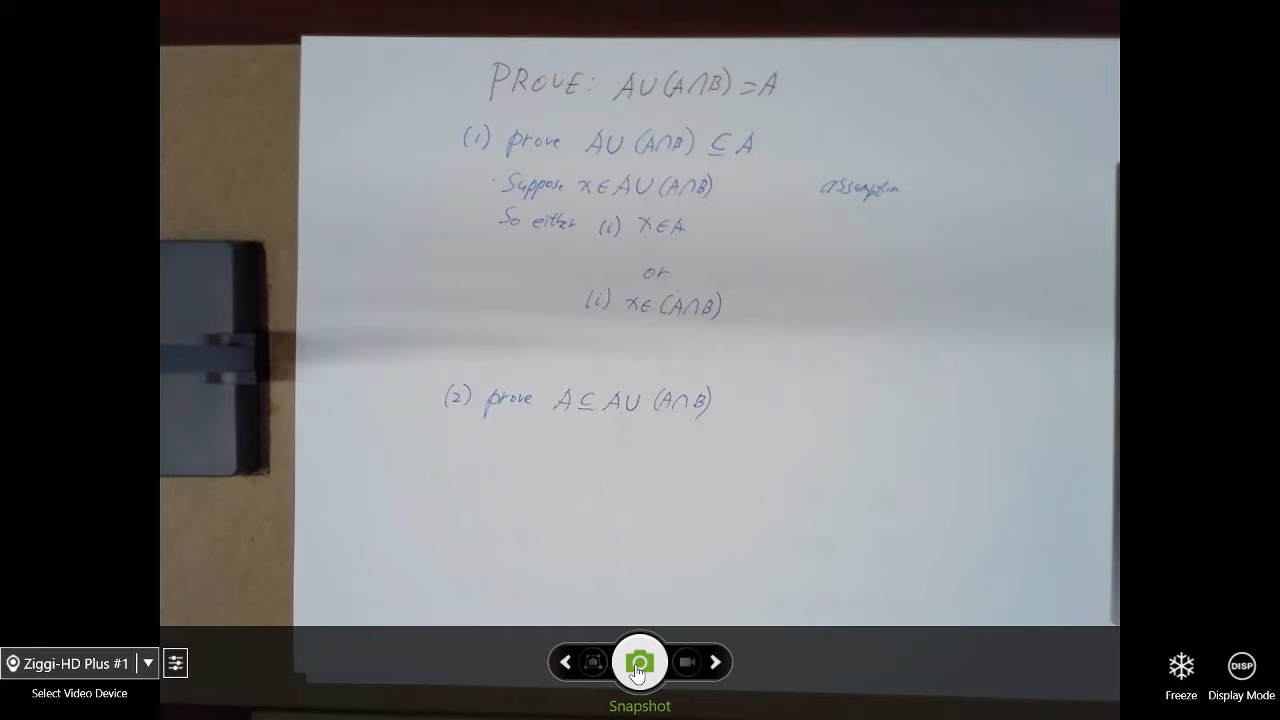 PROVE: AU(A∩B) = A
(1) prove AU (A∩B) ⊆ A
· Suppose x ∈ AU (A∩B) assumption
So either (i) x ∈ A
or
(i) x ∈ (A∩B)
(2) prove A ⊆ AU (A∩B)
Ziggi-HD Plus #1
Select Video Device
Snapshot
Freeze
DISP
Display Mode